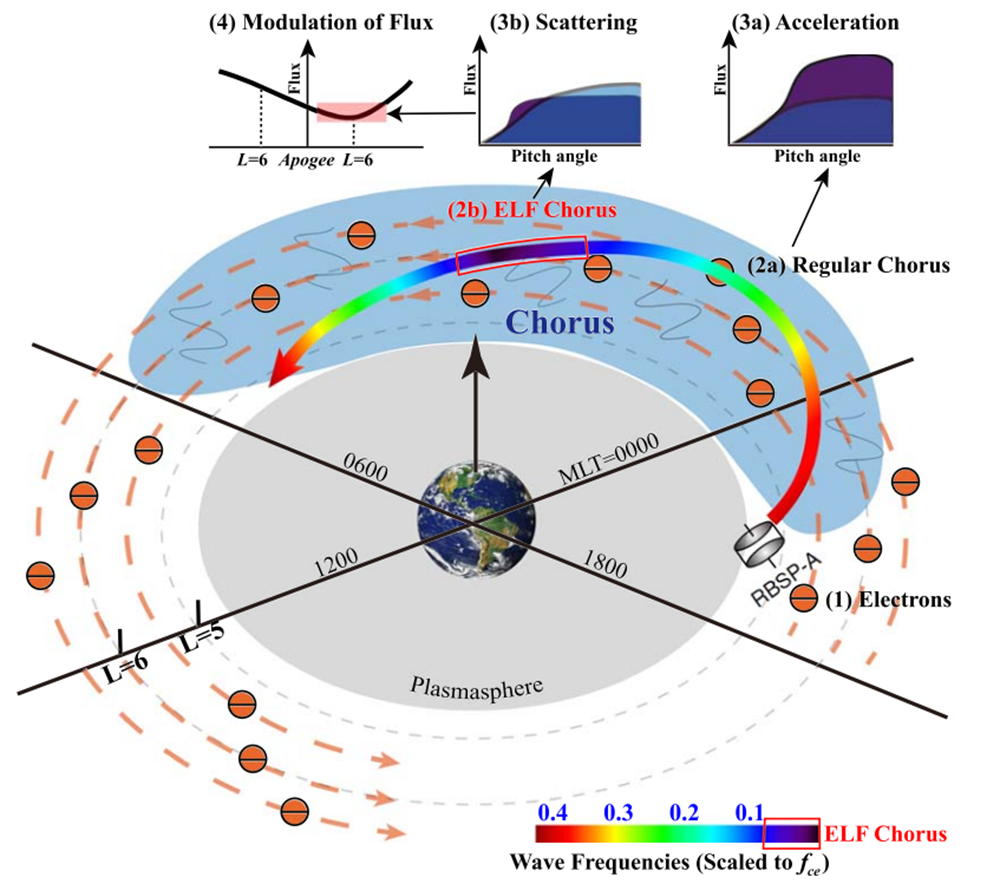 (4) Modulation of Flux
(3b) Scattering
(3a) Acceleration
Flux
Flux
Flux
L=6 Apogee L=6
Pitch angle
Pitch angle
(2b) ELF Chorus
(2a) Regular Chorus
Chorus
0600
MLT=0000
1200
1800
RBSP-A
(1) Electrons
L=5
L=6
Plasmasphere
0.4 0.3 0.2 0.1
ELF Chorus
Wave Frequencies (Scaled to fce)